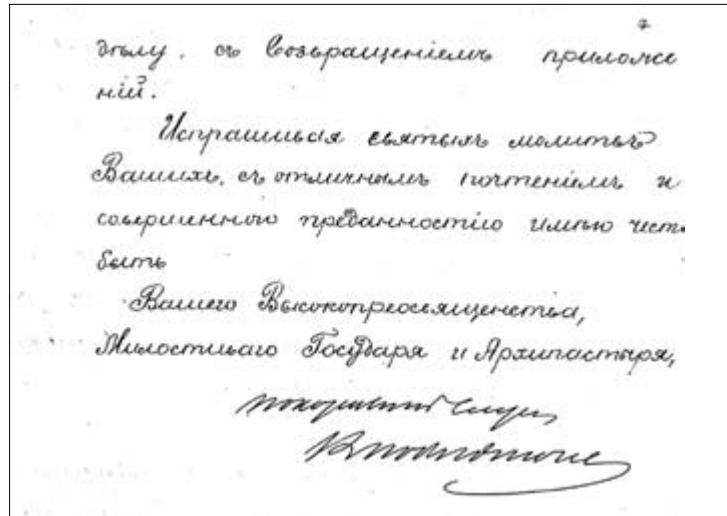 дѣлу, съ возвращеніемъ приложе
ній.
Испрашивая святыхъ молитвъ
Вашихъ, съ отличнымъ почтеніемъ и
совершенною преданностію имѣю чест
быть
Вашего Высокопреосвященства,
Милостиваго Государя и Архипастыря,
покорнѣйшій слуга